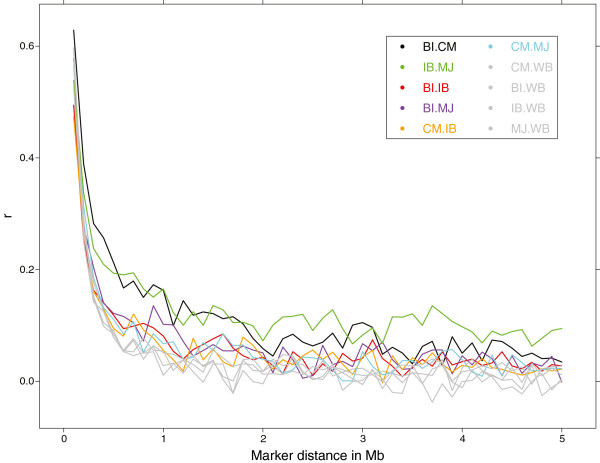 BI.CM CM.MJ
IB.MJ CM.WB
BI.IB BI.WB
BI.MJ IB.WB
CM.IB MJ.WB
0.6
0.4
r
0.2
0.0
0 1 2 3 4 5
Marker distance in Mb